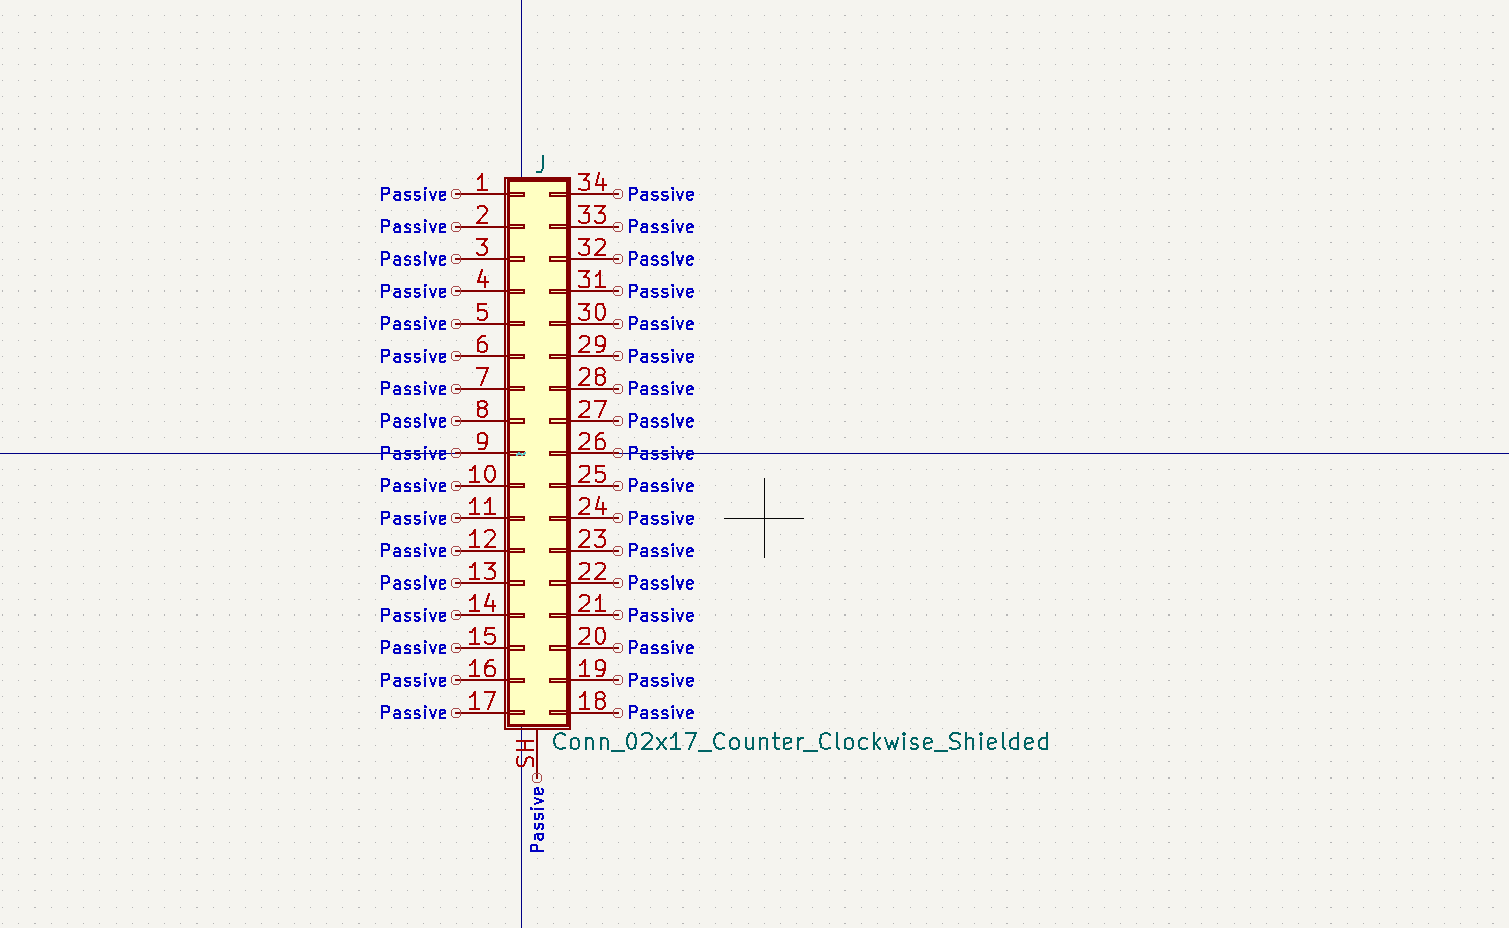 J
Passive 1 34 Passive
Passive 2 33 Passive
Passive 3 32 Passive
Passive 4 31 Passive
Passive 5 30 Passive
Passive 6 29 Passive
Passive 7 28 Passive
Passive 8 27 Passive
Passive 9 26 Passive
Passive 10 25 Passive
Passive 11 24 Passive
Passive 12 23 Passive
Passive 13 22 Passive
Passive 14 21 Passive
Passive 15 20 Passive
Passive 16 19 Passive
Passive 17 18 Passive
SH
Conn_02x17_Counter_Clockwise_Shielded
Passive